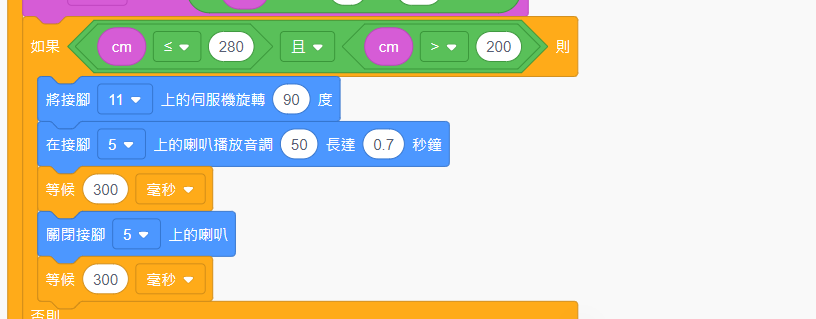 如果 cm ≤ 280 且 cm > 200 則
將接腳 11 上的伺服機旋轉 90 度
在接腳 5 上的喇叭播放音調 50 長達 0.7 秒鐘
等候 300 毫秒
關閉接腳 5 上的喇叭
等候 300 毫秒
否則